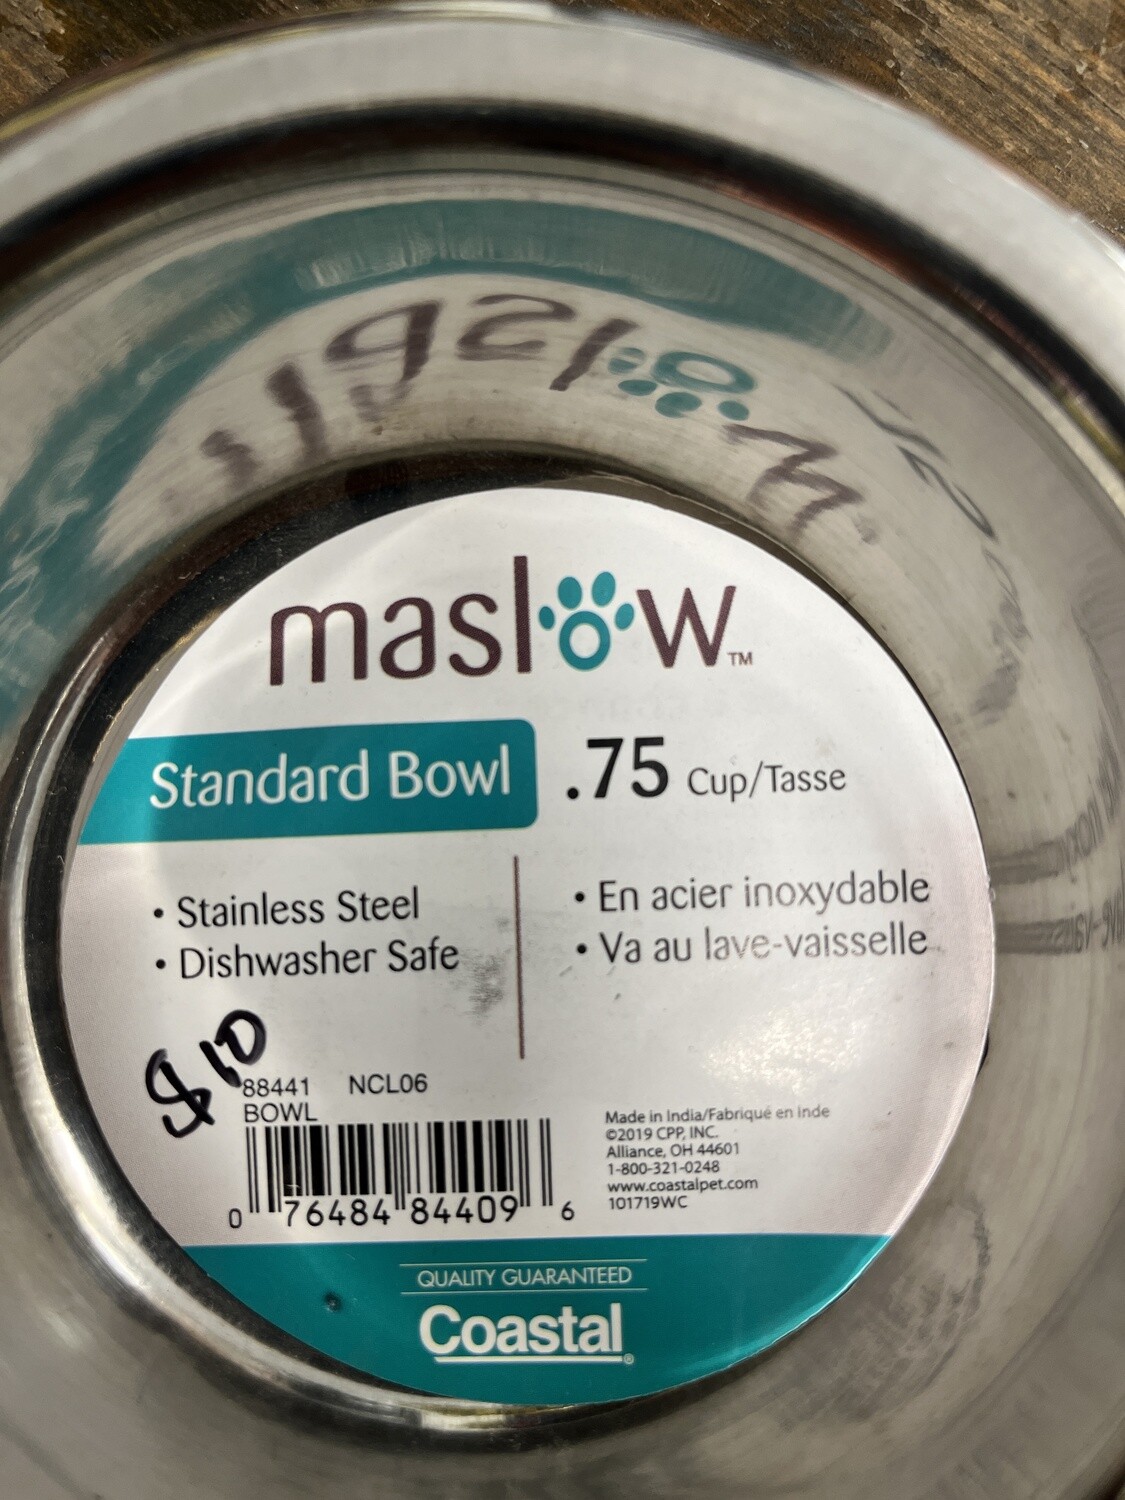 maslow™
Standard Bowl
.75 Cup/Tasse
• Stainless Steel
• Dishwasher Safe
• En acier inoxydable
• Va au lave-vaisselle
$10
88441 NCL06
BOWL
0 76484 84409 6
Made in India/Fabriqué en Inde
©2019 CPP, INC.
Alliance, OH 44601
1-800-321-0248
www.coastalpet.com
101719WC
QUALITY GUARANTEED
Coastal®